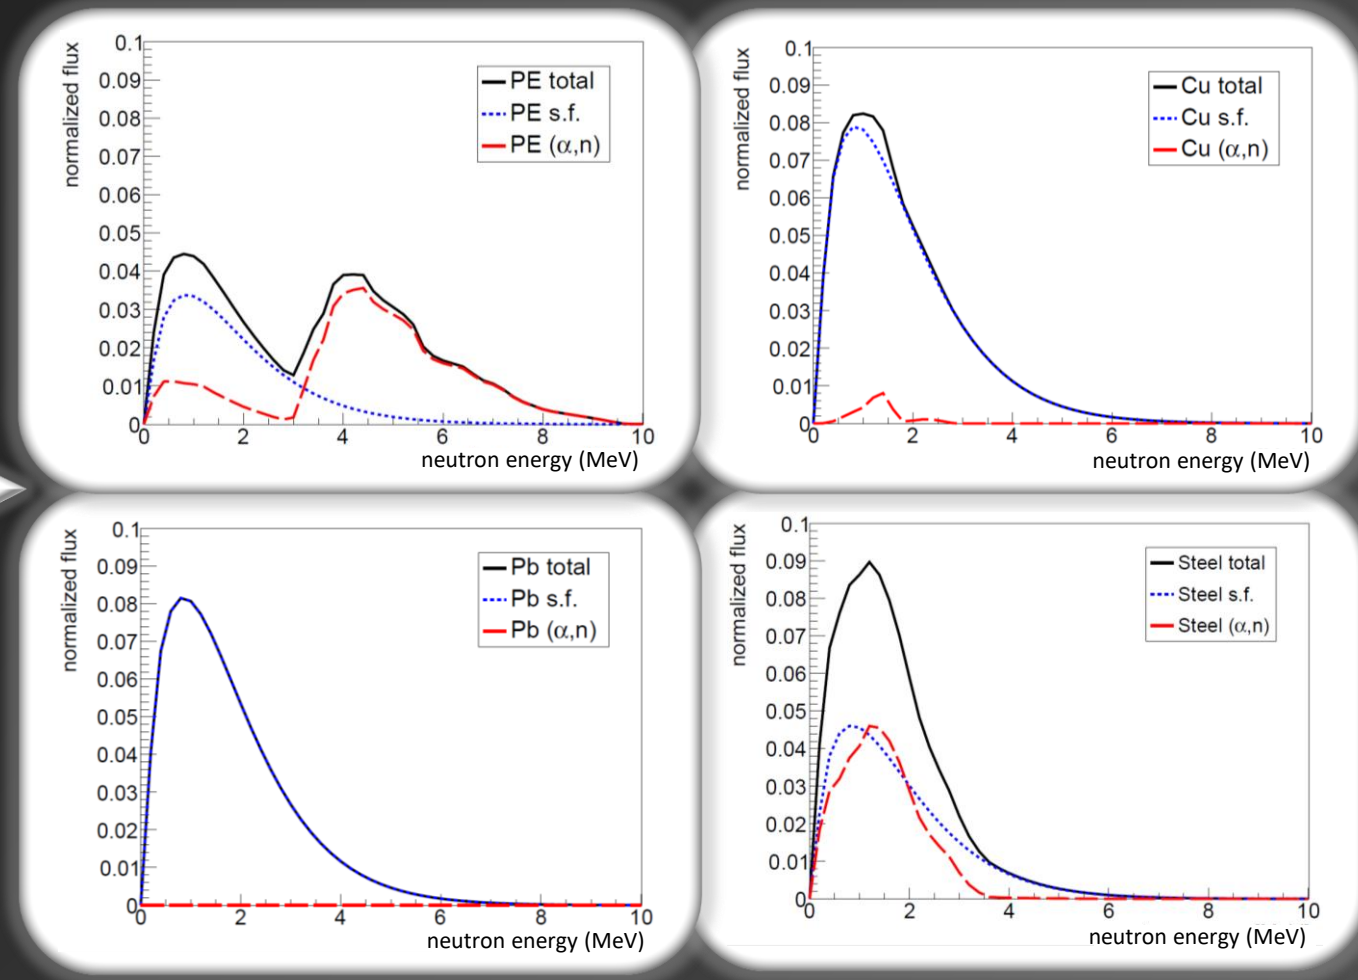 normalized flux
0.1
0.09
0.08
0.07
0.06
0.05
0.04
0.03
0.02
0.01
0
PE total
PE s.f.
PE (α,n)
0 2 4 6 8 10
neutron energy (MeV)
normalized flux
0.1
0.09
0.08
0.07
0.06
0.05
0.04
0.03
0.02
0.01
0
Cu total
Cu s.f.
Cu (α,n)
0 2 4 6 8 10
neutron energy (MeV)
normalized flux
0.1
0.09
0.08
0.07
0.06
0.05
0.04
0.03
0.02
0.01
0
Pb total
Pb s.f.
Pb (α,n)
0 2 4 6 8 10
neutron energy (MeV)
normalized flux
0.1
0.09
0.08
0.07
0.06
0.05
0.04
0.03
0.02
0.01
0
Steel total
Steel s.f.
Steel (α,n)
0 2 4 6 8 10
neutron energy (MeV)